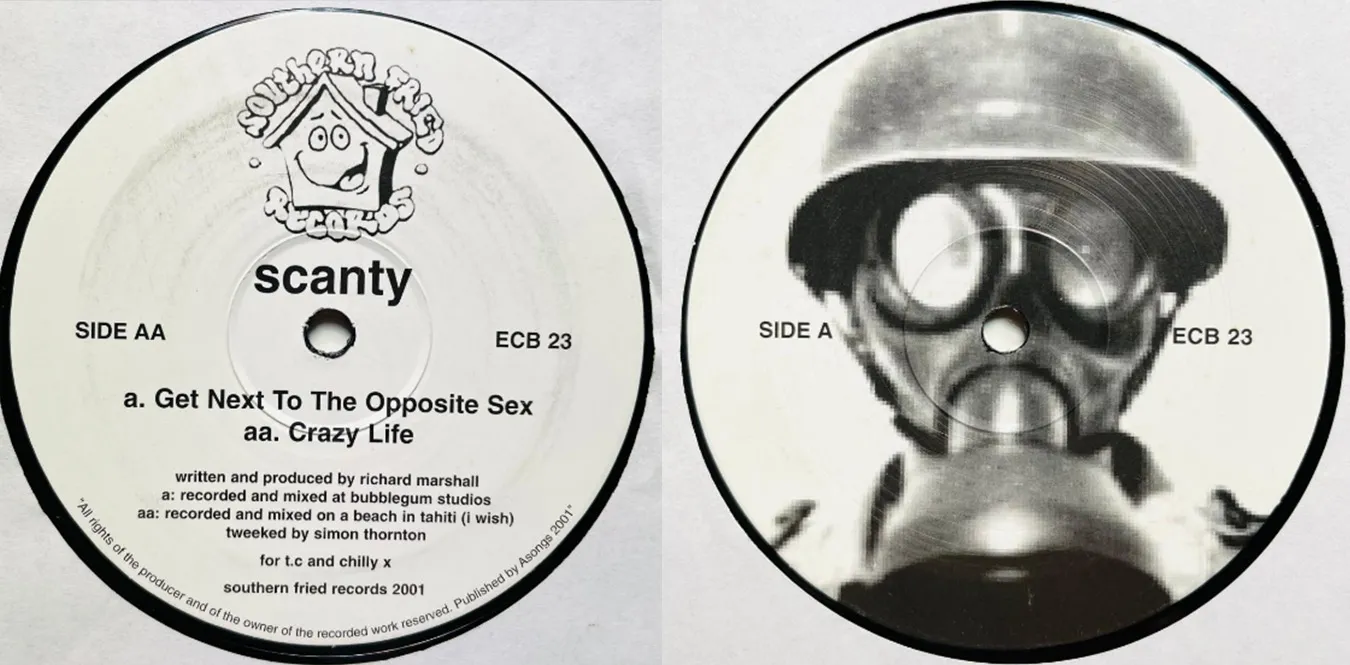 SOUTHERN FRIED
RECORDS
scanty
SIDE AA
ECB 23
a. Get Next To The Opposite Sex
aa. Crazy Life
written and produced by richard marshall
a: recorded and mixed at bubblegum studios
aa: recorded and mixed on a beach in tahiti (i wish)
tweeked by simon thornton
for t.c and chilly x
southern fried records 2001
"All rights of the producer and of the owner of the recorded work reserved. Published by Asongs 2001"
SIDE A
ECB 23